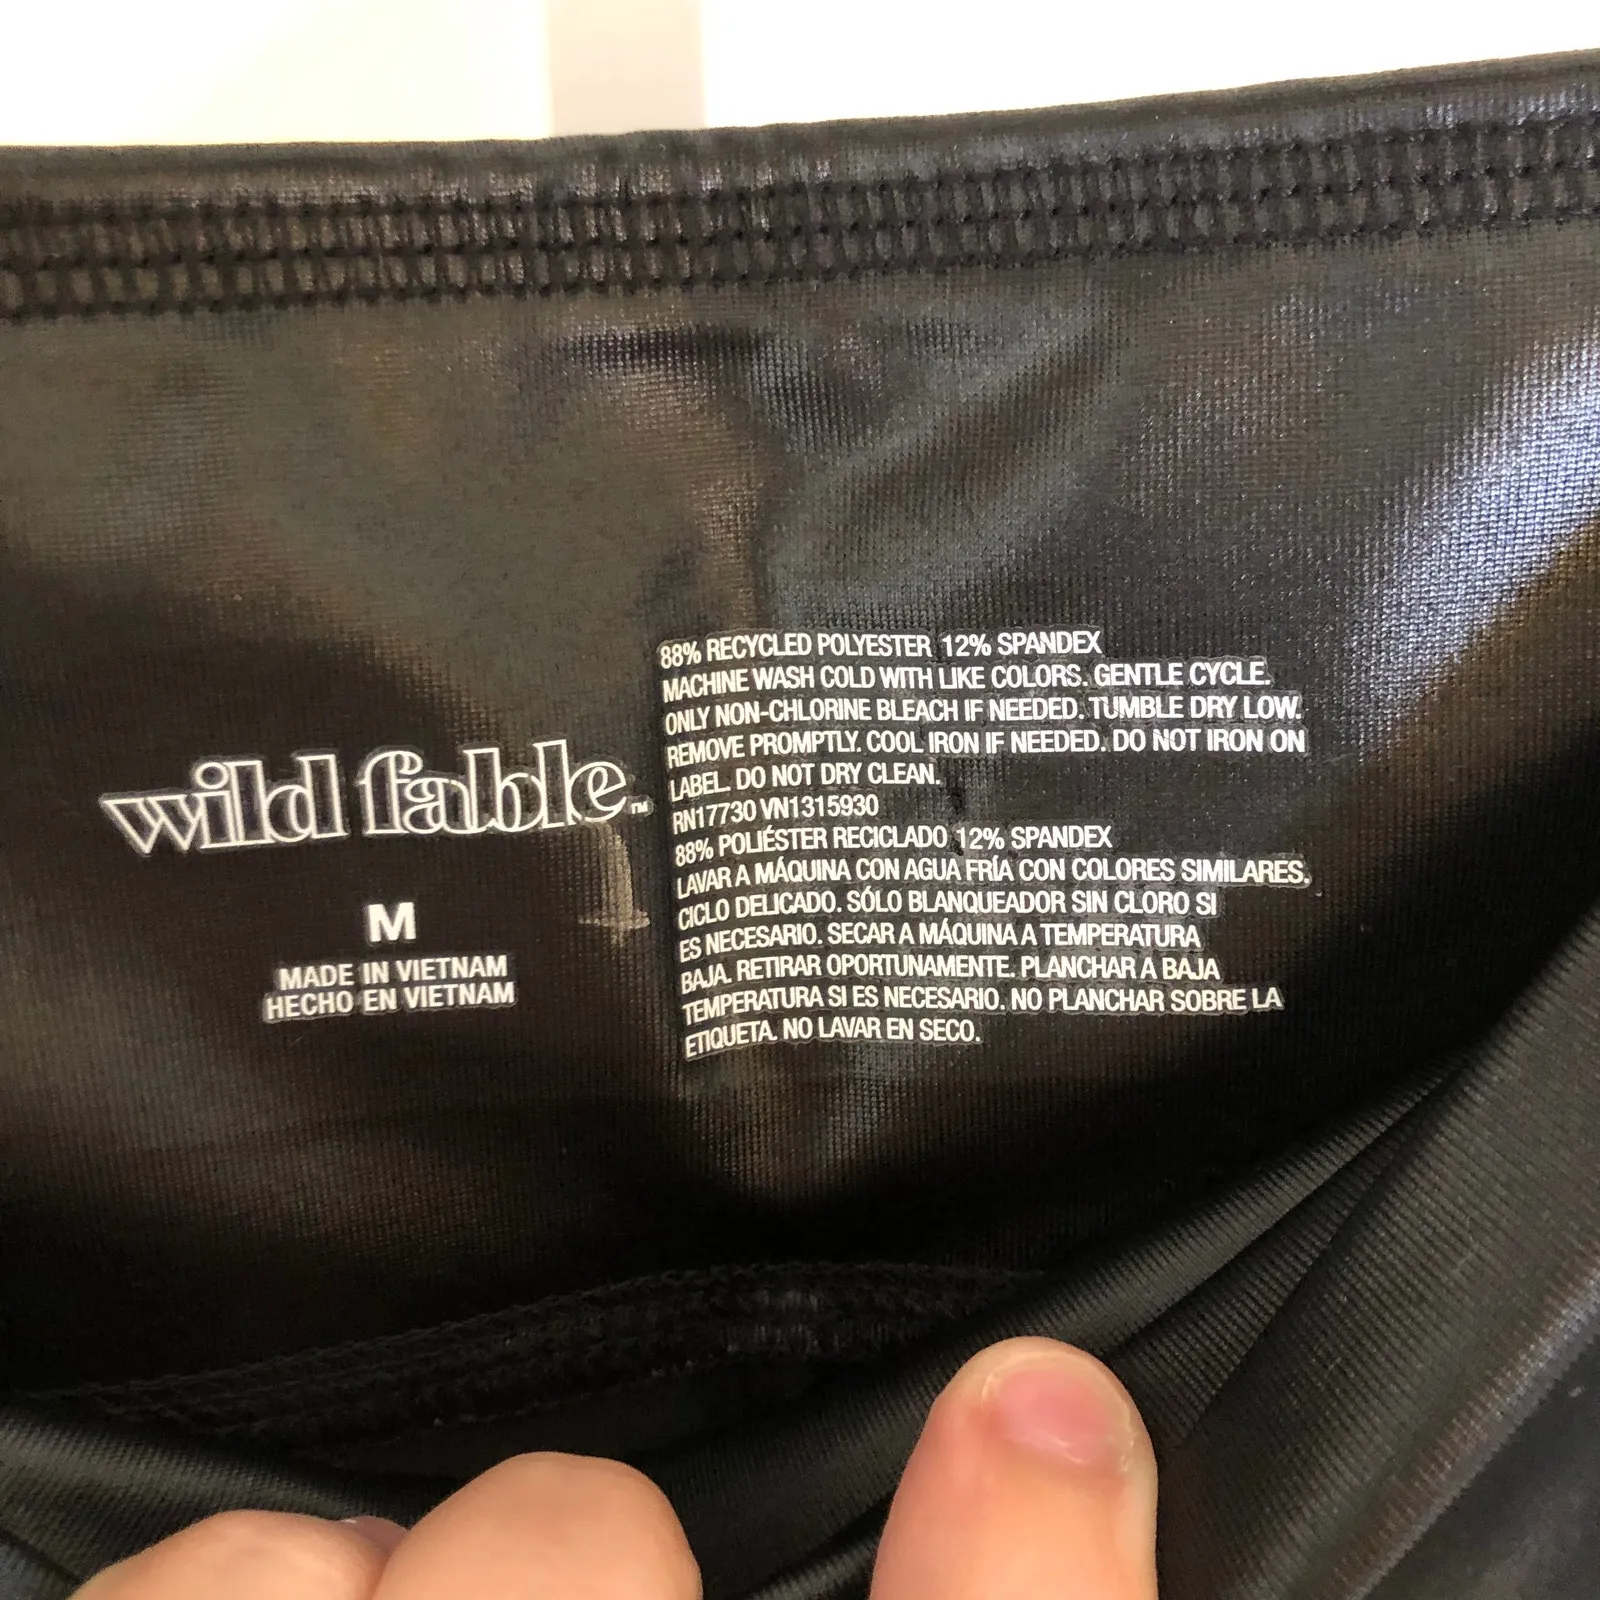 wild fable™
M
MADE IN VIETNAM
HECHO EN VIETNAM
88% RECYCLED POLYESTER 12% SPANDEX
MACHINE WASH COLD WITH LIKE COLORS. GENTLE CYCLE.
ONLY NON-CHLORINE BLEACH IF NEEDED. TUMBLE DRY LOW.
REMOVE PROMPTLY. COOL IRON IF NEEDED. DO NOT IRON ON
LABEL. DO NOT DRY CLEAN.
RN17730 VN1315930
88% POLIÉSTER RECICLADO 12% SPANDEX
LAVAR A MÁQUINA CON AGUA FRÍA CON COLORES SIMILARES.
CICLO DELICADO. SÓLO BLANQUEADOR SIN CLORO SI
ES NECESARIO. SECAR A MÁQUINA A TEMPERATURA
BAJA. RETIRAR OPORTUNAMENTE. PLANCHAR A BAJA
TEMPERATURA SI ES NECESARIO. NO PLANCHAR SOBRE LA
ETIQUETA. NO LAVAR EN SECO.